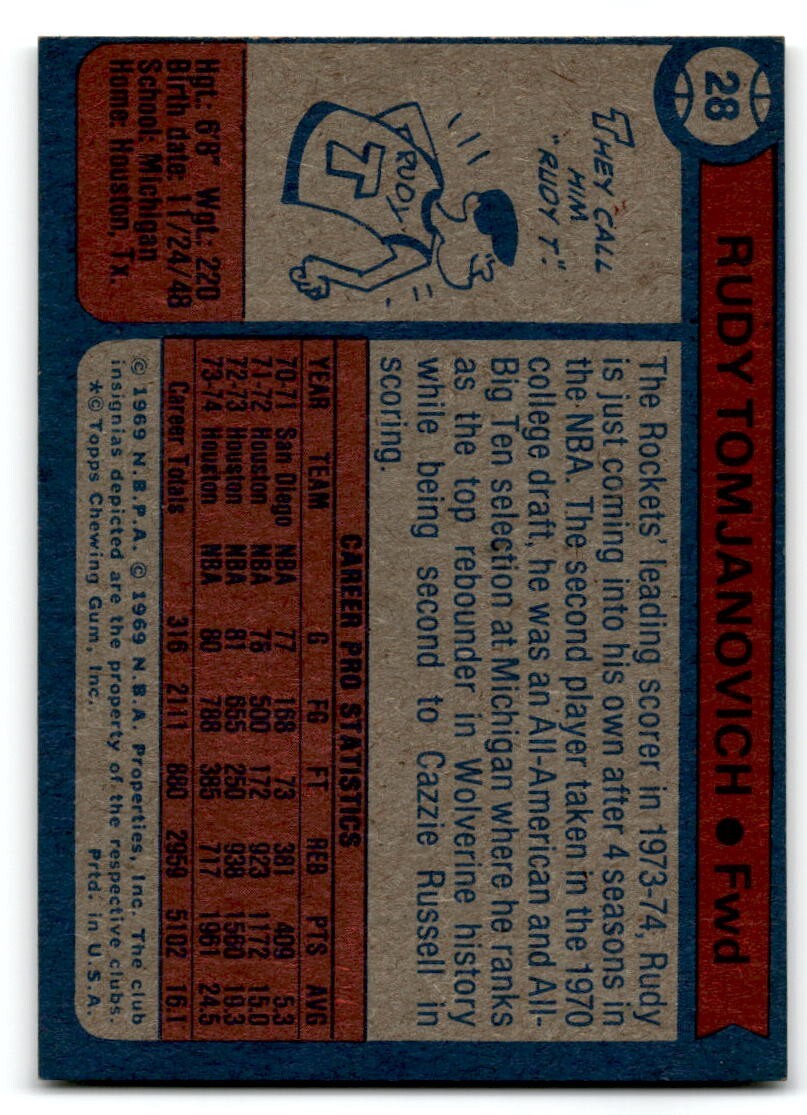 28
RUDY TOMJANOVICH • Fwd
THEY CALL
HIM
"RUDY T."
RUDY
T
Hgt.: 6'8" Wgt.: 220
Birth date: 11/24/48
School: Michigan
Home: Houston, Tx.
The Rockets' leading scorer in 1973-74, Rudy
is just coming into his own after 4 seasons in
the NBA. The second player taken in the 1970
college draft, he was an All-American and All-
Big Ten selection at Michigan where he ranks
as the top rebounder in Wolverine history
while being second to Cazzie Russell in
scoring.
CAREER PRO STATISTICS
YEAR TEAM G FG FT REB PTS AVG
70-71 San Diego NBA 77 168 73 381 409 5.3
71-72 Houston NBA 78 500 172 923 1172 15.0
72-73 Houston NBA 81 655 250 938 1560 19.3
73-74 Houston NBA 80 788 385 717 1961 24.5
Career Totals 316 2111 880 2959 5102 16.1
© 1969 N.B.P.A. © 1969 N.B.A. Properties, Inc. The club
insignias depicted are the property of the respective clubs.
*© Topps Chewing Gum, Inc. Prtd. in U.S.A.